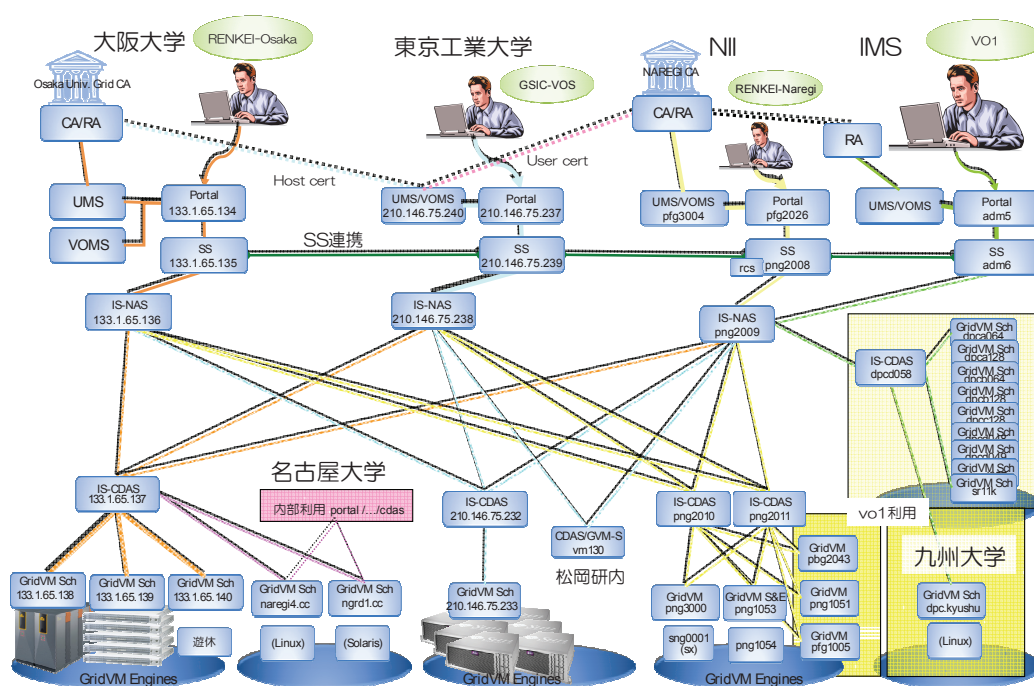 大阪大学
RENKEI-Osaka
東京工業大学
GSIC-VOS
NII
RENKEI-Naregi
IMS
VO1
Osaka Univ. Grid CA
CA/RA
NAREGI CA
CA/RA
RA
User cert
Host cert
UMS
Portal
133.1.65.134
UMS/VOMS
210.146.75.240
Portal
210.146.75.237
UMS/VOMS
pfg3004
Portal
pfg2026
UMS/VOMS
Portal
adm5
VOMS
SS
133.1.65.135
SS連携
SS
210.146.75.239
rcs
SS
png2008
SS
adm6
IS-NAS
133.1.65.136
IS-NAS
210.146.75.238
IS-NAS
png2009
IS-CDAS
dpcd058
GridVM Sch
dpca064
GridVM Sch
dpca128
GridVM Sch
dpcb064
GridVM Sch
dpcb128
GridVM Sch
dpcc128
GridVM Sch
GridVM Sch
GridVM Sch
GridVM Sch
sr11k
名古屋大学
内部利用 portal /.../cdas
IS-CDAS
133.1.65.137
IS-CDAS
210.146.75.232
CDAS/GVM-S
vm130
松岡研内
IS-CDAS
png2010
IS-CDAS
png2011
vo1利用
九州大学
GridVM
pbg2043
GridVM Sch
133.1.65.138
GridVM Sch
133.1.65.139
GridVM Sch
133.1.65.140
GridVM Sch
naregi4.cc
GridVM Sch
ngrd1.cc
GridVM Sch
210.146.75.233
GridVM
png3000
GridVM S&E
png1053
GridVM
png1051
GridVM Sch
dpc.kyushu
遊休
(Linux)
(Solaris)
sng0001
(sx)
png1054
GridVM
pfg1005
(Linux)
GridVM Engines
GridVM Engines
GridVM Engines